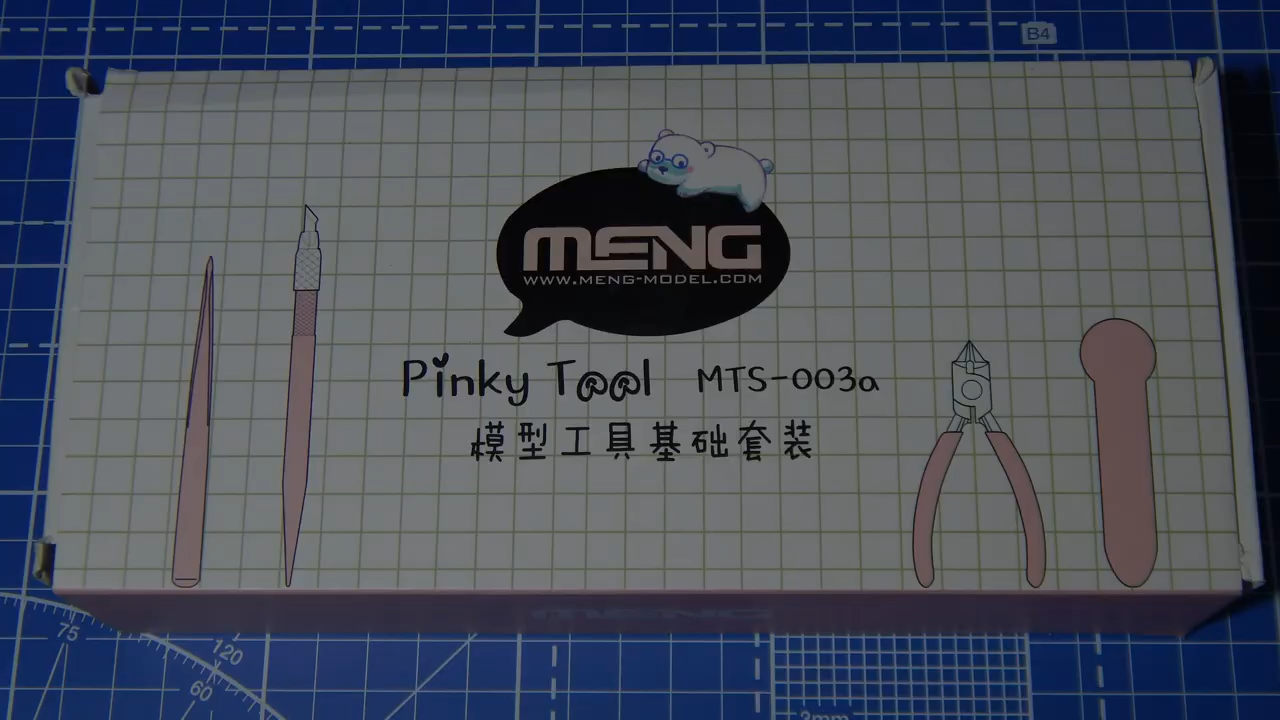 B4
MENG
WWW.MENG-MODEL.COM
Pinky T@@l MTS-003a
模型工具基础套装
MENG
75
120
60
3mm